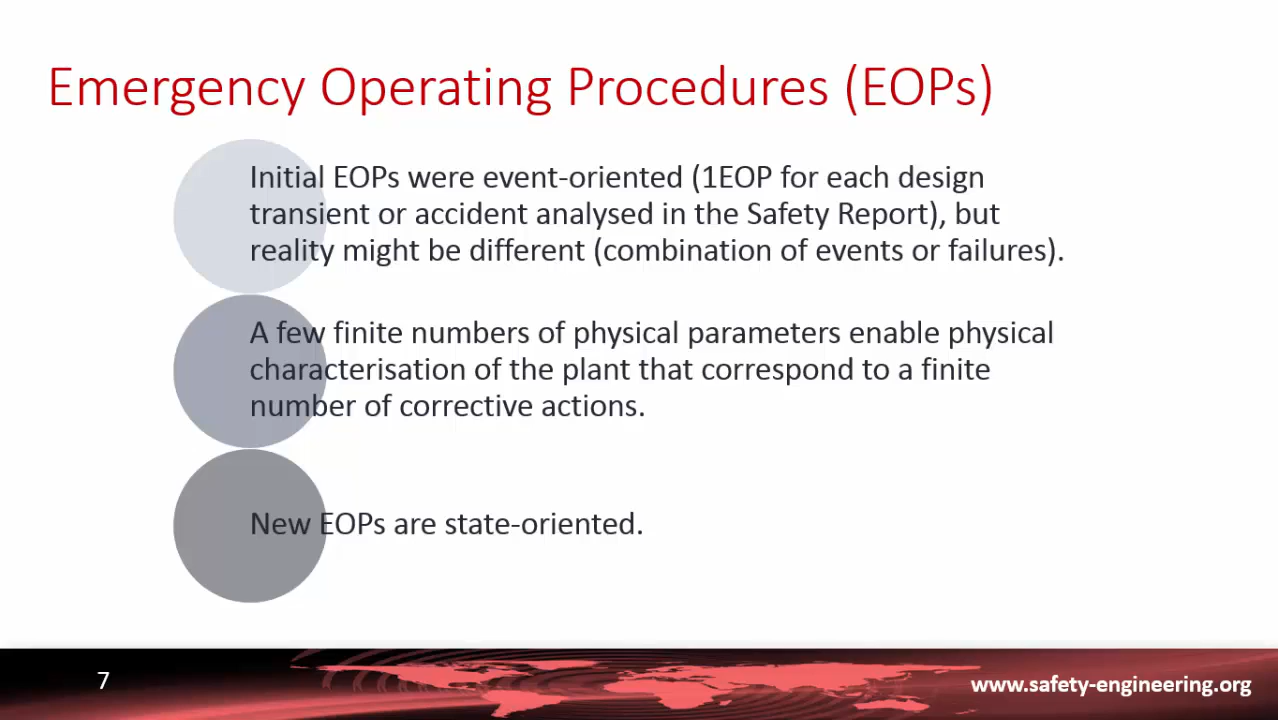 Emergency Operating Procedures (EOPs)
Initial EOPs were event-oriented (1EOP for each design
transient or accident analysed in the Safety Report), but
reality might be different (combination of events or failures).
A few finite numbers of physical parameters enable physical
characterisation of the plant that correspond to a finite
number of corrective actions.
New EOPs are state-oriented.
7
www.safety-engineering.org